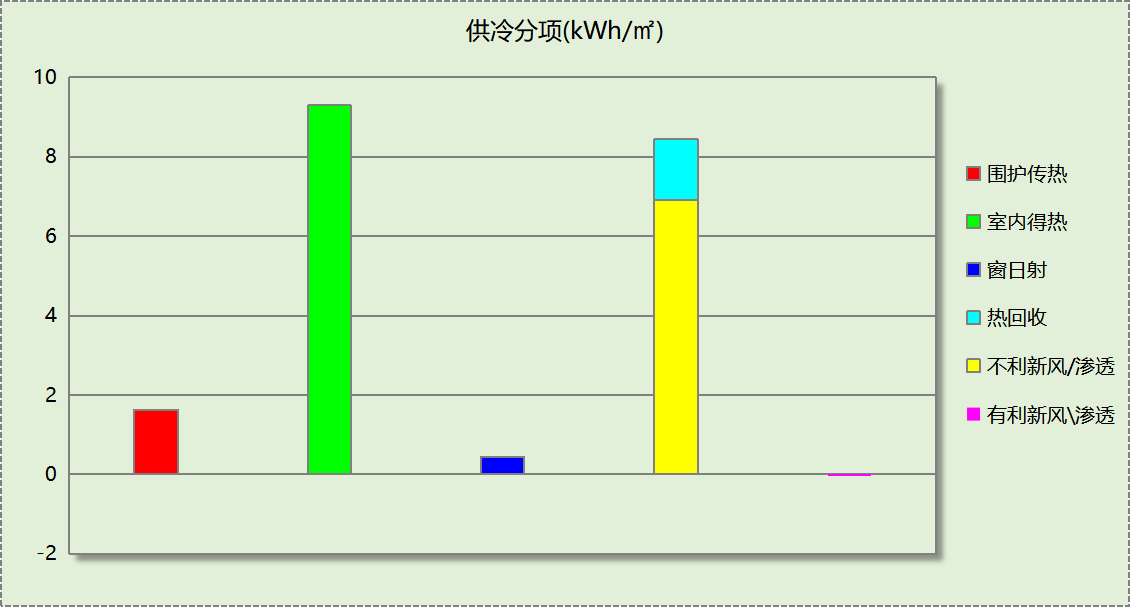 供冷分项(kWh/㎡)
10
8
6
4
2
0
-2
围护传热
室内得热
窗日射
热回收
不利新风/渗透
有利新风\渗透